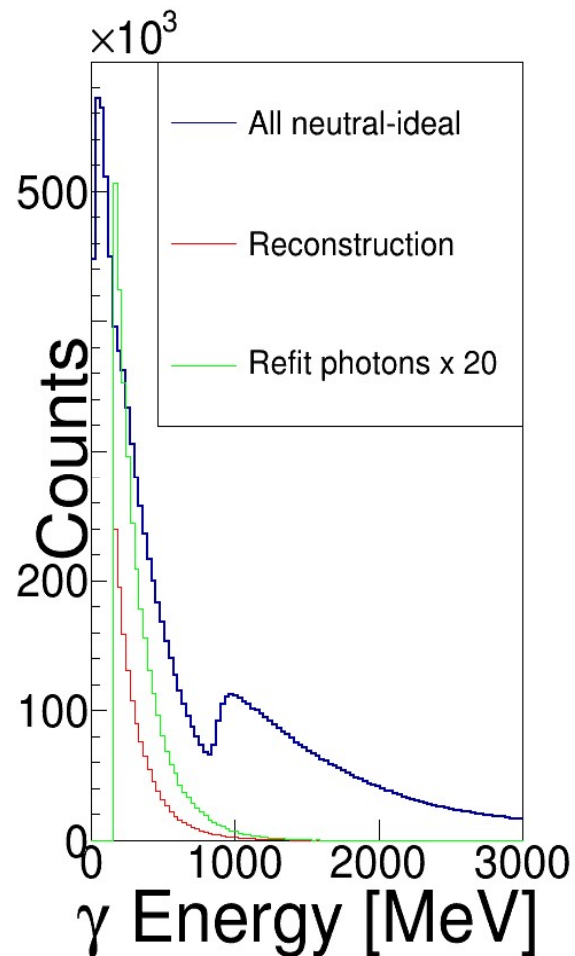 ×10³
All neutral-ideal
Reconstruction
Refit photons x 20
500
200
100
0
Counts
0 1000 2000 3000
γ Energy [MeV]